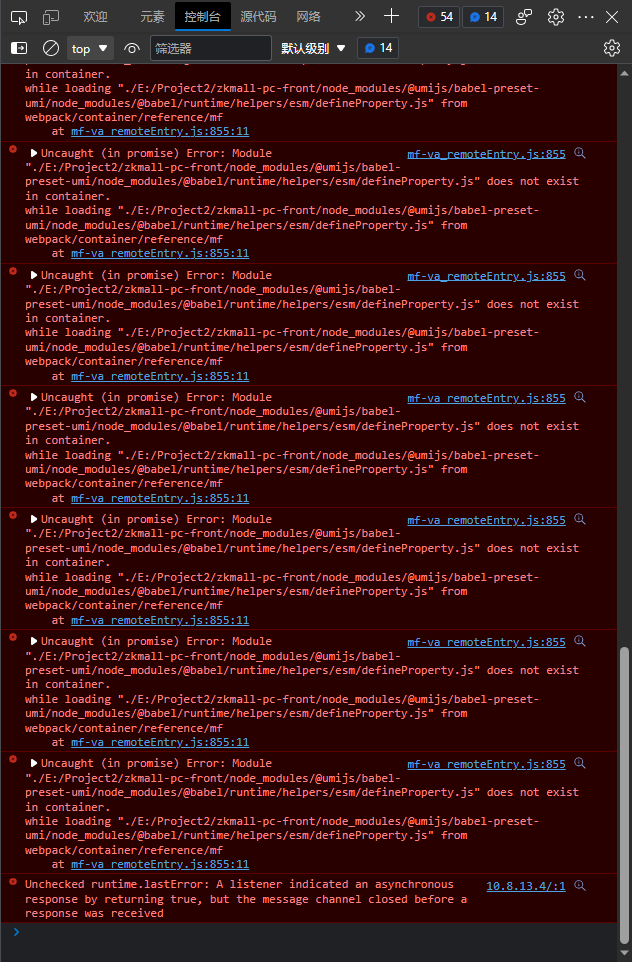 欢迎 元素 控制台 源代码 网络 54 14
top 筛选器 默认级别 14
in container.
while loading "./E:/Project2/zkmall-pc-front/node_modules/@umijs/babel-preset-
umi/node_modules/@babel/runtime/helpers/esm/defineProperty.js" from
webpack/container/reference/mf
at mf-va_remoteEntry.js:855:11
Uncaught (in promise) Error: Module mf-va_remoteEntry.js:855
"./E:/Project2/zkmall-pc-front/node_modules/@umijs/babel-
preset-umi/node_modules/@babel/runtime/helpers/esm/defineProperty.js" does not exist
in container.
while loading "./E:/Project2/zkmall-pc-front/node_modules/@umijs/babel-preset-
umi/node_modules/@babel/runtime/helpers/esm/defineProperty.js" from
webpack/container/reference/mf
at mf-va_remoteEntry.js:855:11
Uncaught (in promise) Error: Module mf-va_remoteEntry.js:855
"./E:/Project2/zkmall-pc-front/node_modules/@umijs/babel-
preset-umi/node_modules/@babel/runtime/helpers/esm/defineProperty.js" does not exist
in container.
while loading "./E:/Project2/zkmall-pc-front/node_modules/@umijs/babel-preset-
umi/node_modules/@babel/runtime/helpers/esm/defineProperty.js" from
webpack/container/reference/mf
at mf-va_remoteEntry.js:855:11
Uncaught (in promise) Error: Module mf-va_remoteEntry.js:855
"./E:/Project2/zkmall-pc-front/node_modules/@umijs/babel-
preset-umi/node_modules/@babel/runtime/helpers/esm/defineProperty.js" does not exist
in container.
while loading "./E:/Project2/zkmall-pc-front/node_modules/@umijs/babel-preset-
umi/node_modules/@babel/runtime/helpers/esm/defineProperty.js" from
webpack/container/reference/mf
at mf-va_remoteEntry.js:855:11
Uncaught (in promise) Error: Module mf-va_remoteEntry.js:855
"./E:/Project2/zkmall-pc-front/node_modules/@umijs/babel-
preset-umi/node_modules/@babel/runtime/helpers/esm/defineProperty.js" does not exist
in container.
while loading "./E:/Project2/zkmall-pc-front/node_modules/@umijs/babel-preset-
umi/node_modules/@babel/runtime/helpers/esm/defineProperty.js" from
webpack/container/reference/mf
at mf-va_remoteEntry.js:855:11
Uncaught (in promise) Error: Module mf-va_remoteEntry.js:855
"./E:/Project2/zkmall-pc-front/node_modules/@umijs/babel-
preset-umi/node_modules/@babel/runtime/helpers/esm/defineProperty.js" does not exist
in container.
while loading "./E:/Project2/zkmall-pc-front/node_modules/@umijs/babel-preset-
umi/node_modules/@babel/runtime/helpers/esm/defineProperty.js" from
webpack/container/reference/mf
at mf-va_remoteEntry.js:855:11
Uncaught (in promise) Error: Module mf-va_remoteEntry.js:855
"./E:/Project2/zkmall-pc-front/node_modules/@umijs/babel-
preset-umi/node_modules/@babel/runtime/helpers/esm/defineProperty.js" does not exist
in container.
while loading "./E:/Project2/zkmall-pc-front/node_modules/@umijs/babel-preset-
umi/node_modules/@babel/runtime/helpers/esm/defineProperty.js" from
webpack/container/reference/mf
at mf-va_remoteEntry.js:855:11
Unchecked runtime.lastError: A listener indicated an asynchronous 10.8.13.4/:1
response by returning true, but the message channel closed before a
response was received